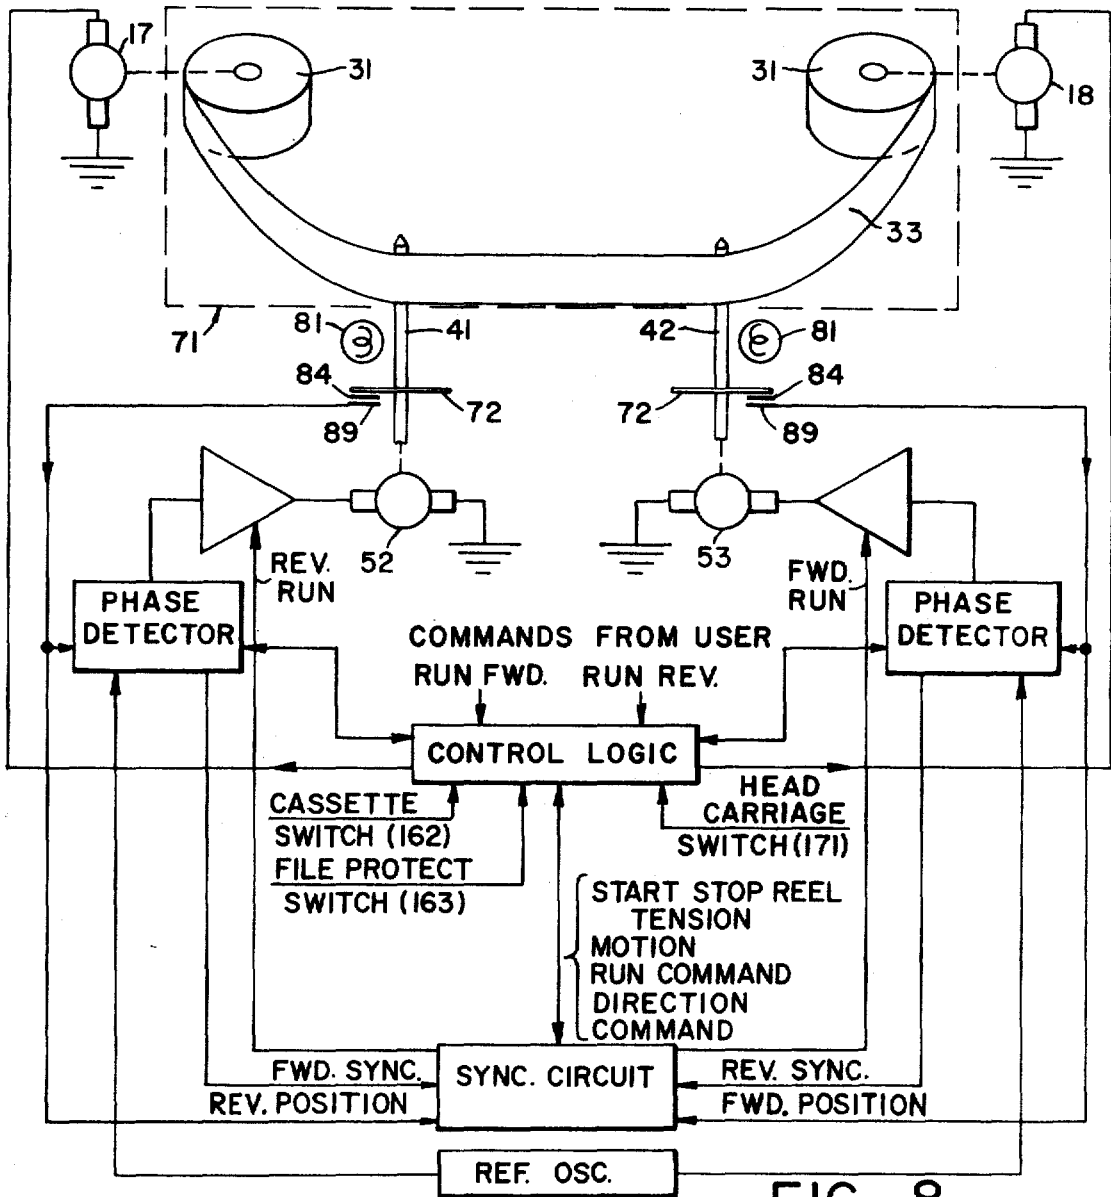 17
31
31
18
33
71
81
41
42
81
84
72
72
84
89
89
52
53
REV.
RUN
FWD.
RUN
PHASE
DETECTOR
PHASE
DETECTOR
COMMANDS FROM USER
RUN FWD. RUN REV.
CONTROL LOGIC
CASSETTE
SWITCH (162)
FILE PROTECT
SWITCH (163)
HEAD
CARRIAGE
SWITCH (171)
START STOP REEL
TENSION
MOTION
RUN COMMAND
DIRECTION
COMMAND
FWD. SYNC.
REV. POSITION
SYNC. CIRCUIT
REV. SYNC.
FWD. POSITION
REF. OSC.
FIG. 8